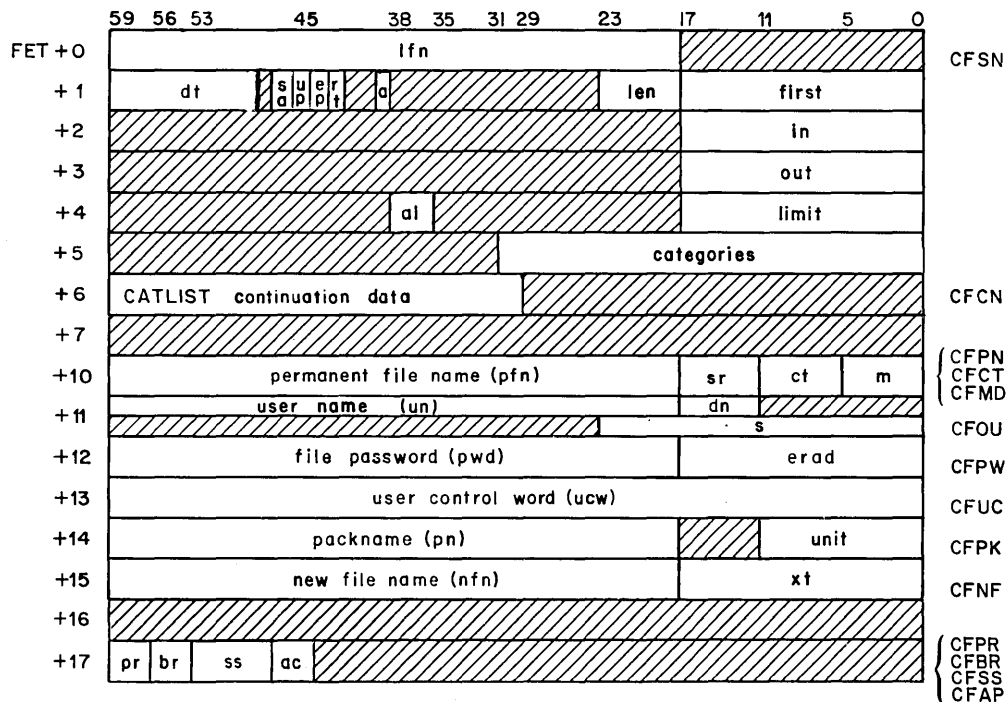 59 56 53 45 38 35 31 29 23 17 11 5 0
FET +0 lfn CFSN
+1 dt sa up ep rt a len first
+2 in
+3 out
+4 al limit
+5 categories
+6 CATLIST continuation data CFCN
+7
+10 permanent file name (pfn) sr ct m CFPN CFCT CFMD
+11 user name (un) dn
s CFOU
+12 file password (pwd) erad CFPW
+13 user control word (ucw) CFUC
+14 packname (pn) unit CFPK
+15 new file name (nfn) xt CFNF
+16
+17 pr br ss ac CFPR CFBR CFSS CFAP